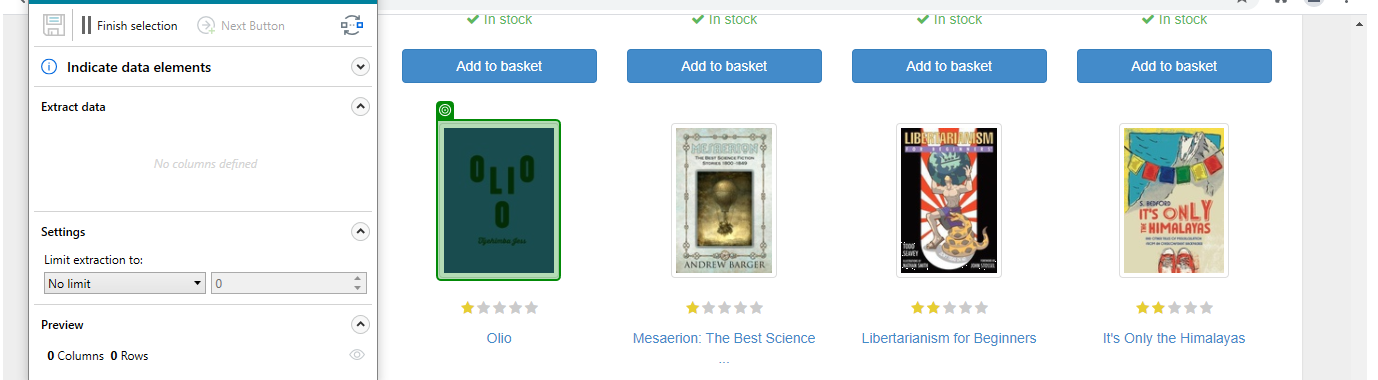 Finish selection
Next Button
Indicate data elements
Extract data
No columns defined
Settings
Limit extraction to:
No limit
0
Preview
0 Columns 0 Rows
In stock
In stock
In stock
In stock
Add to basket
Add to basket
Add to basket
Add to basket
OLIO
MESAERION
THE BEST SCIENCE FICTION
STORIES 1800-1849
ANDREW BARGER
LIBERTARIANISM
FOR BEGINNERS
TODD
SEAVEY
S. BEDFORD
IT'S ONLY
THE HIMALAYAS
Olio
Mesaerion: The Best Science
...
Libertarianism for Beginners
It's Only the Himalayas